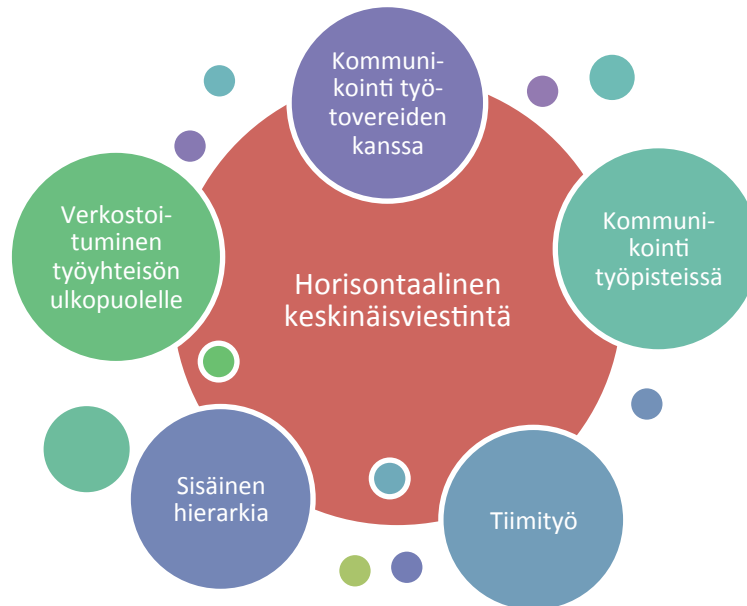 Kommuni-
kointi työ-
tovereiden
kanssa
Verkostoi-
tuminen
työyhteisön
ulkopuolelle
Kommuni-
kointi
työpisteissä
Horisontaalinen
keskinäisviestintä
Sisäinen
hierarkia
Tiimityö